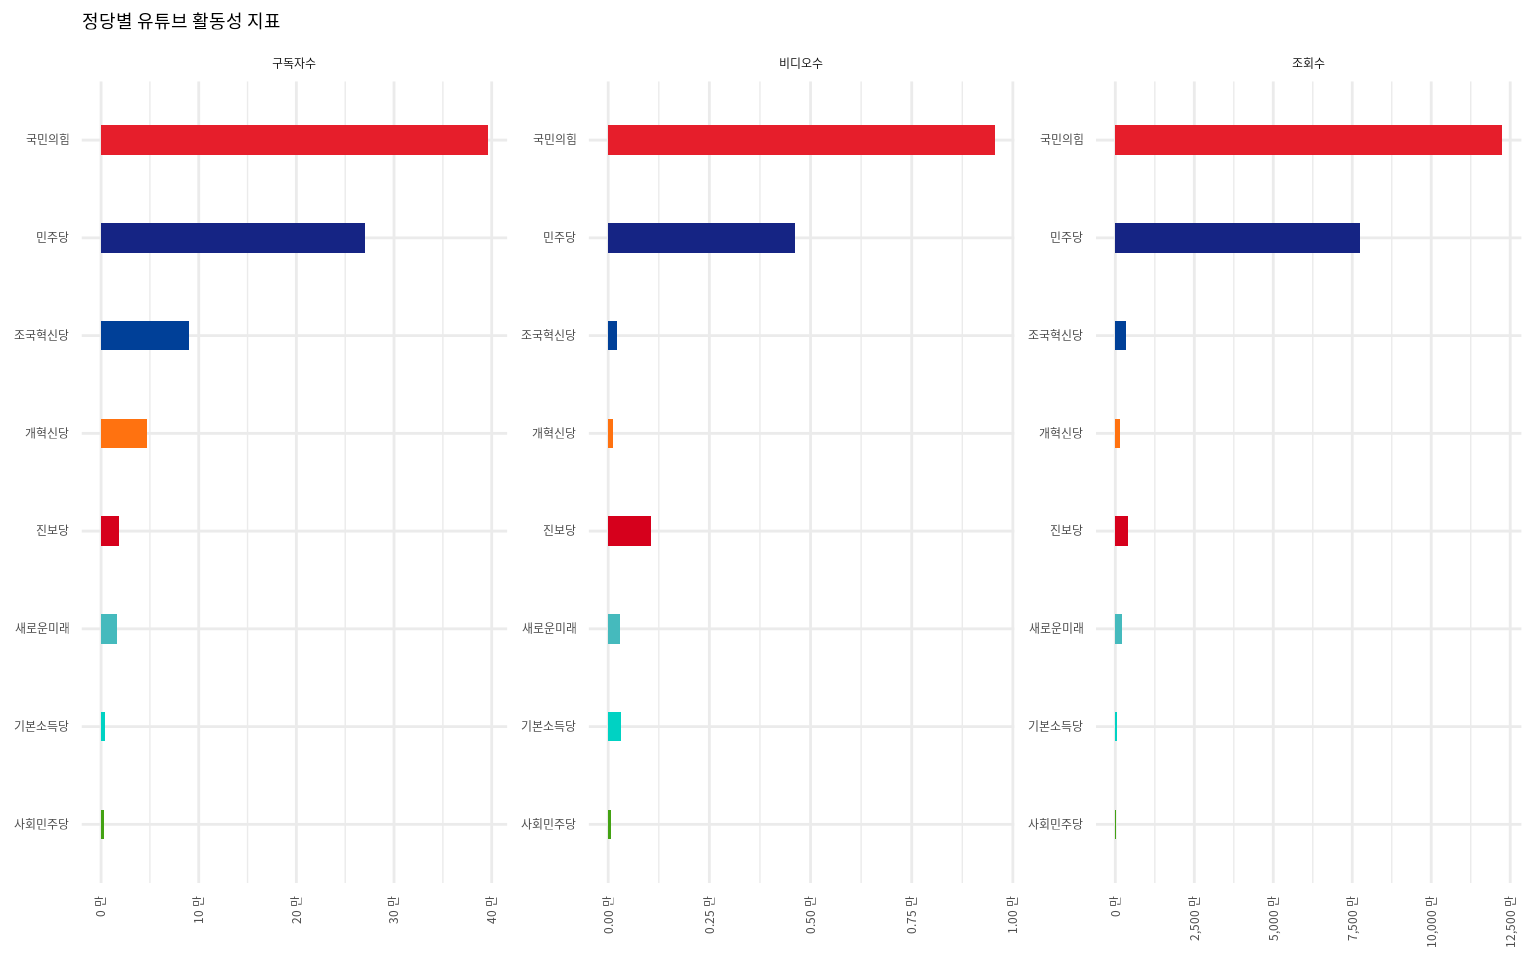 정당별 유튜브 활동성 지표
구독자수
국민의힘
민주당
조국혁신당
개혁신당
진보당
새로운미래
기본소득당
사회민주당
0 만
10 만
20 만
30 만
40 만
비디오수
국민의힘
민주당
조국혁신당
개혁신당
진보당
새로운미래
기본소득당
사회민주당
0.00 만
0.25 만
0.50 만
0.75 만
1.00 만
조회수
국민의힘
민주당
조국혁신당
개혁신당
진보당
새로운미래
기본소득당
사회민주당
0 만
2,500 만
5,000 만
7,500 만
10,000 만
12,500 만